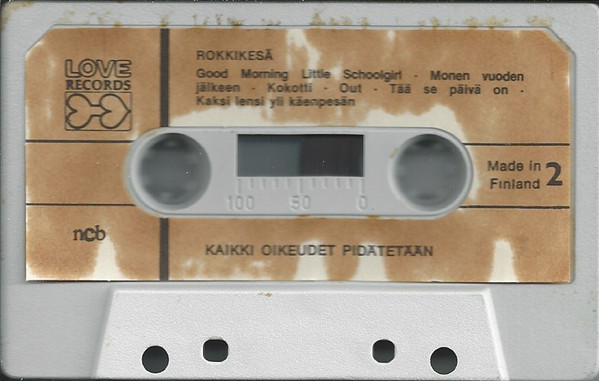 LOVE
RECORDS
ROKKIKESÄ
Good Morning Little Schoolgirl · Monen vuoden
jälkeen · Kokotti · Out · Tää se päivä on ·
Kaksi lensi yli käenpesän
Made in
Finland 2
100 50 0.
ncb
KAIKKI OIKEUDET PIDÄTETÄÄN